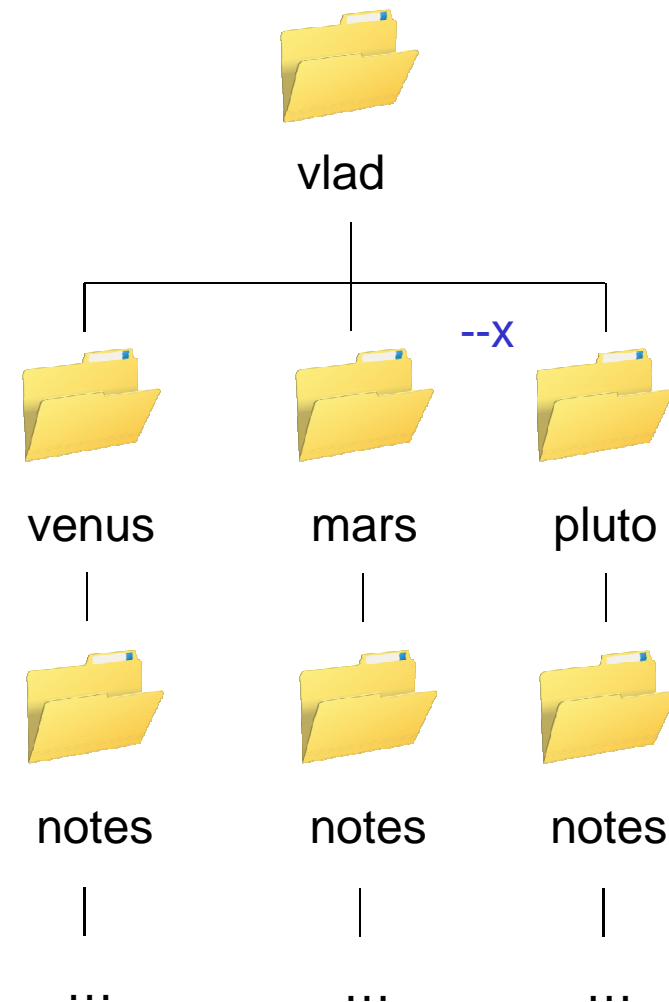 vlad
--x
venus mars pluto
notes notes notes
... ... ...